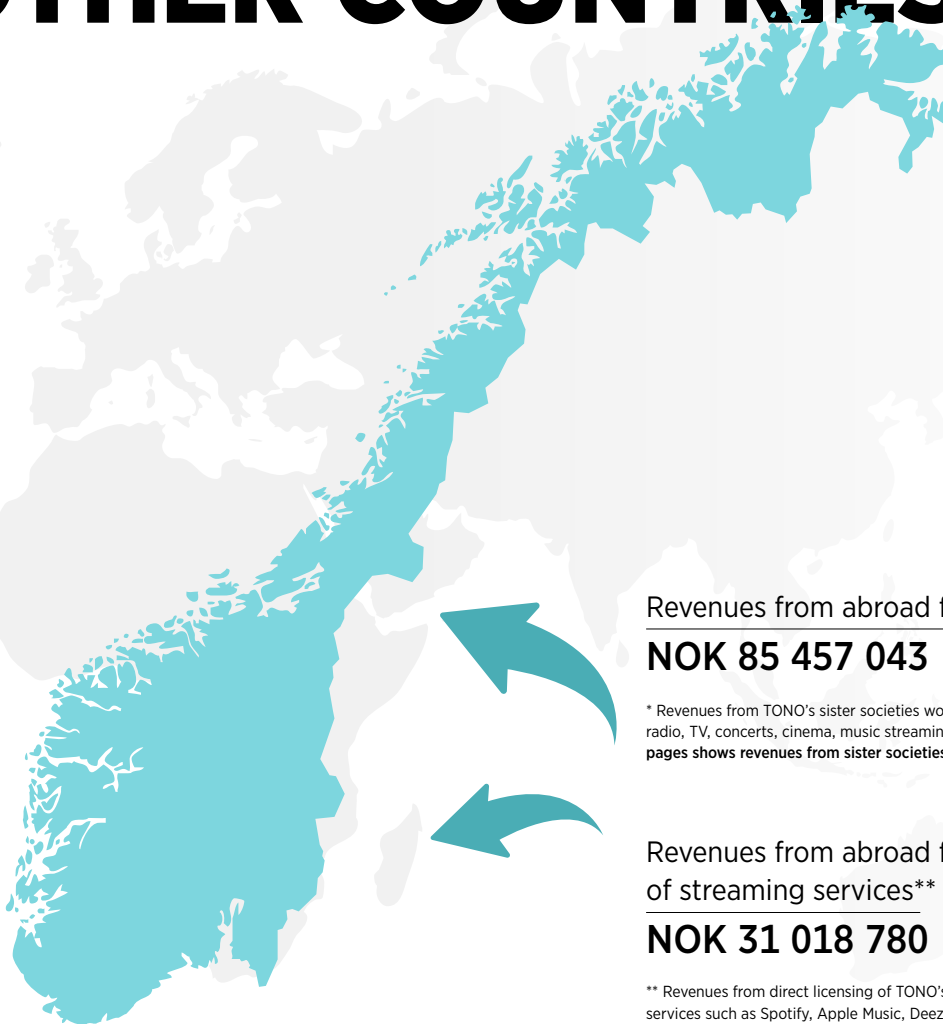 OTHER COUNTRIES
Revenues from abroad f
NOK 85 457 043
* Revenues from TONO's sister societies wo
radio, TV, concerts, cinema, music streamin
pages shows revenues from sister societies
Revenues from abroad f
of streaming services**
NOK 31 018 780
** Revenues from direct licensing of TONO's
services such as Spotify, Apple Music, Deez